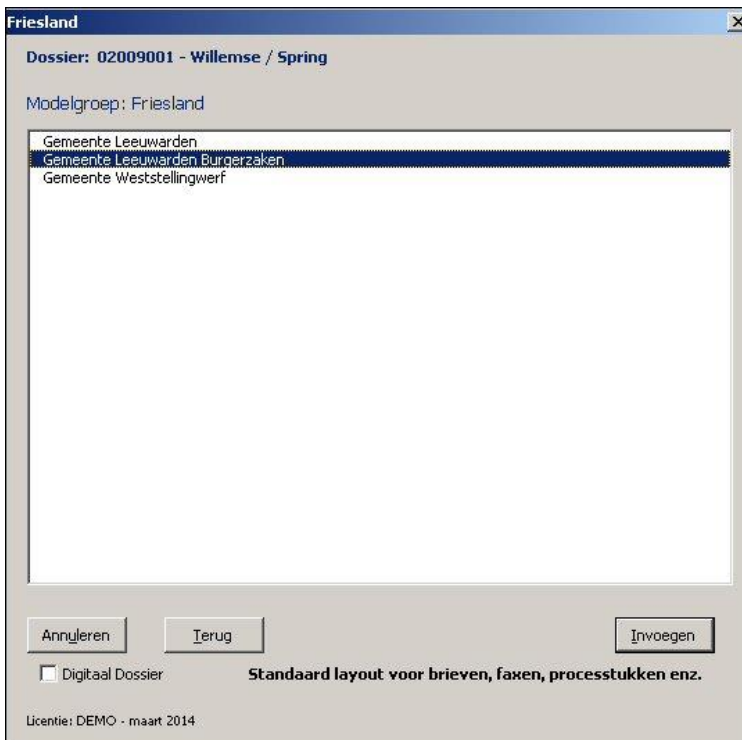 Friesland
Dossier: 02009001 - Willemse / Spring
Modelgroep: Friesland
Gemeente Leeuwarden
Gemeente Leeuwarden Burgerzaken
Gemeente Weststellingwerf
Annuleren Terug Invoegen
Digitaal Dossier Standaard layout voor brieven, faxen, processtukken enz.
Licentie: DEMO - maart 2014